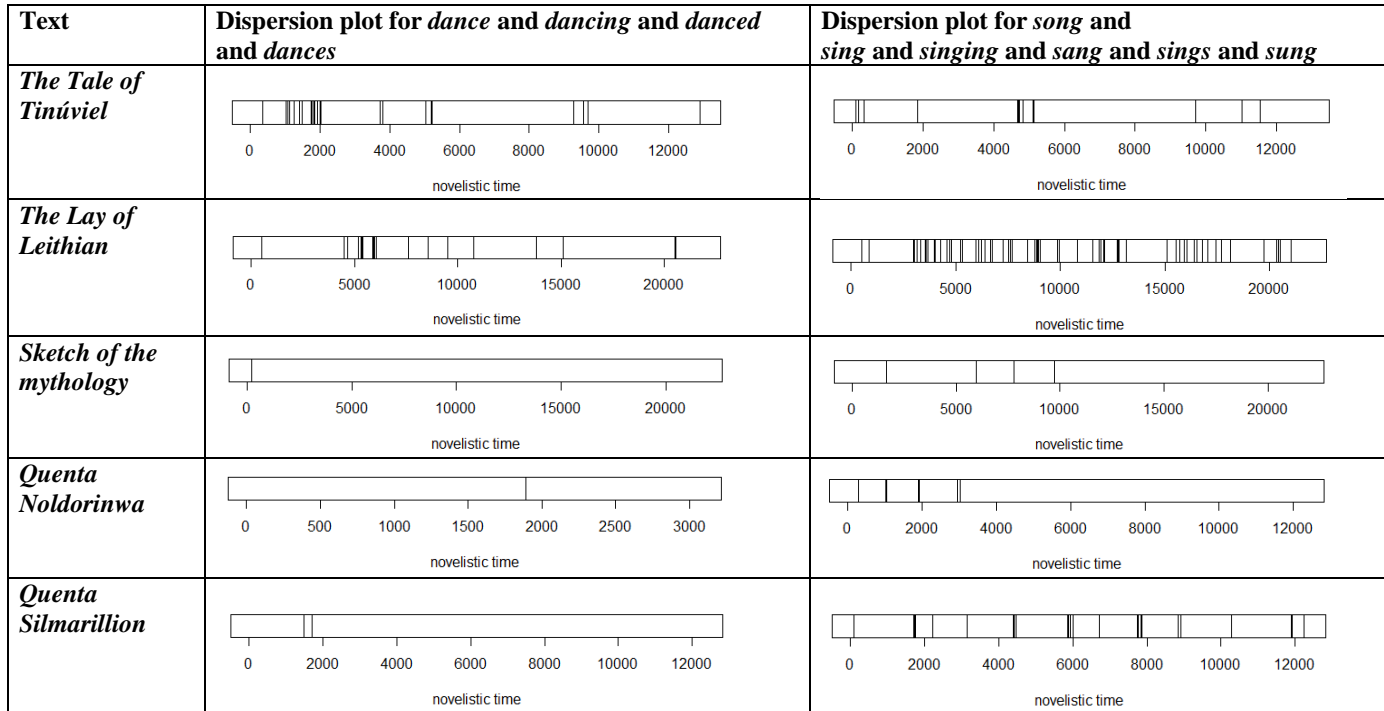 Text
Dispersion plot for dance and dancing and danced
and dances
Dispersion plot for song and
sing and singing and sang and sings and sung
The Tale of
Tinúviel
0 2000 4000 6000 8000 10000 12000
novelistic time
0 2000 4000 6000 8000 10000 12000
novelistic time
The Lay of
Leithian
0 5000 10000 15000 20000
novelistic time
0 5000 10000 15000 20000
novelistic time
Sketch of the
mythology
0 5000 10000 15000 20000
novelistic time
0 5000 10000 15000 20000
novelistic time
Quenta
Noldorinwa
0 500 1000 1500 2000 2500 3000
novelistic time
0 2000 4000 6000 8000 10000 12000
novelistic time
Quenta
Silmarillion
0 2000 4000 6000 8000 10000 12000
novelistic time
0 2000 4000 6000 8000 10000 12000
novelistic time